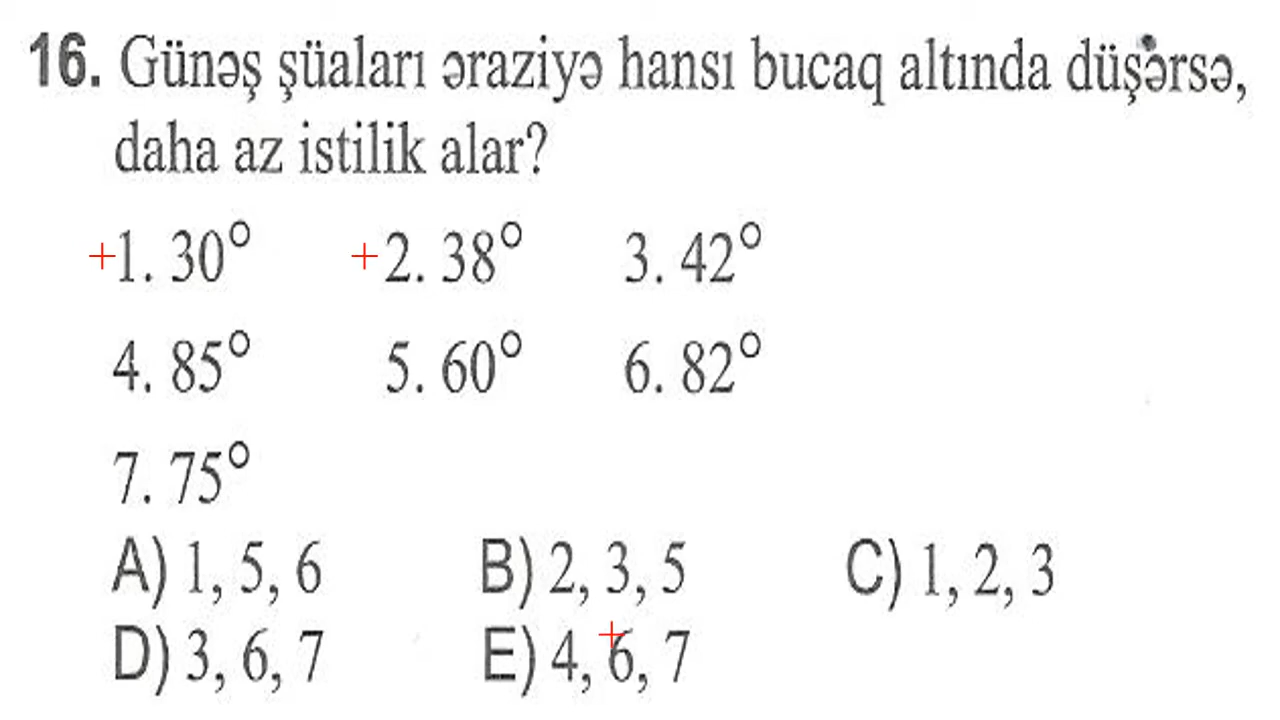 16. Günəş şüaları əraziyə hansı bucaq altında düşərsə,
daha az istilik alar?
+1. 30° +2. 38° 3. 42°
4. 85° 5. 60° 6. 82°
7. 75°
A) 1, 5, 6 B) 2, 3, 5 C) 1, 2, 3
D) 3, 6, 7 E) 4, 6, 7